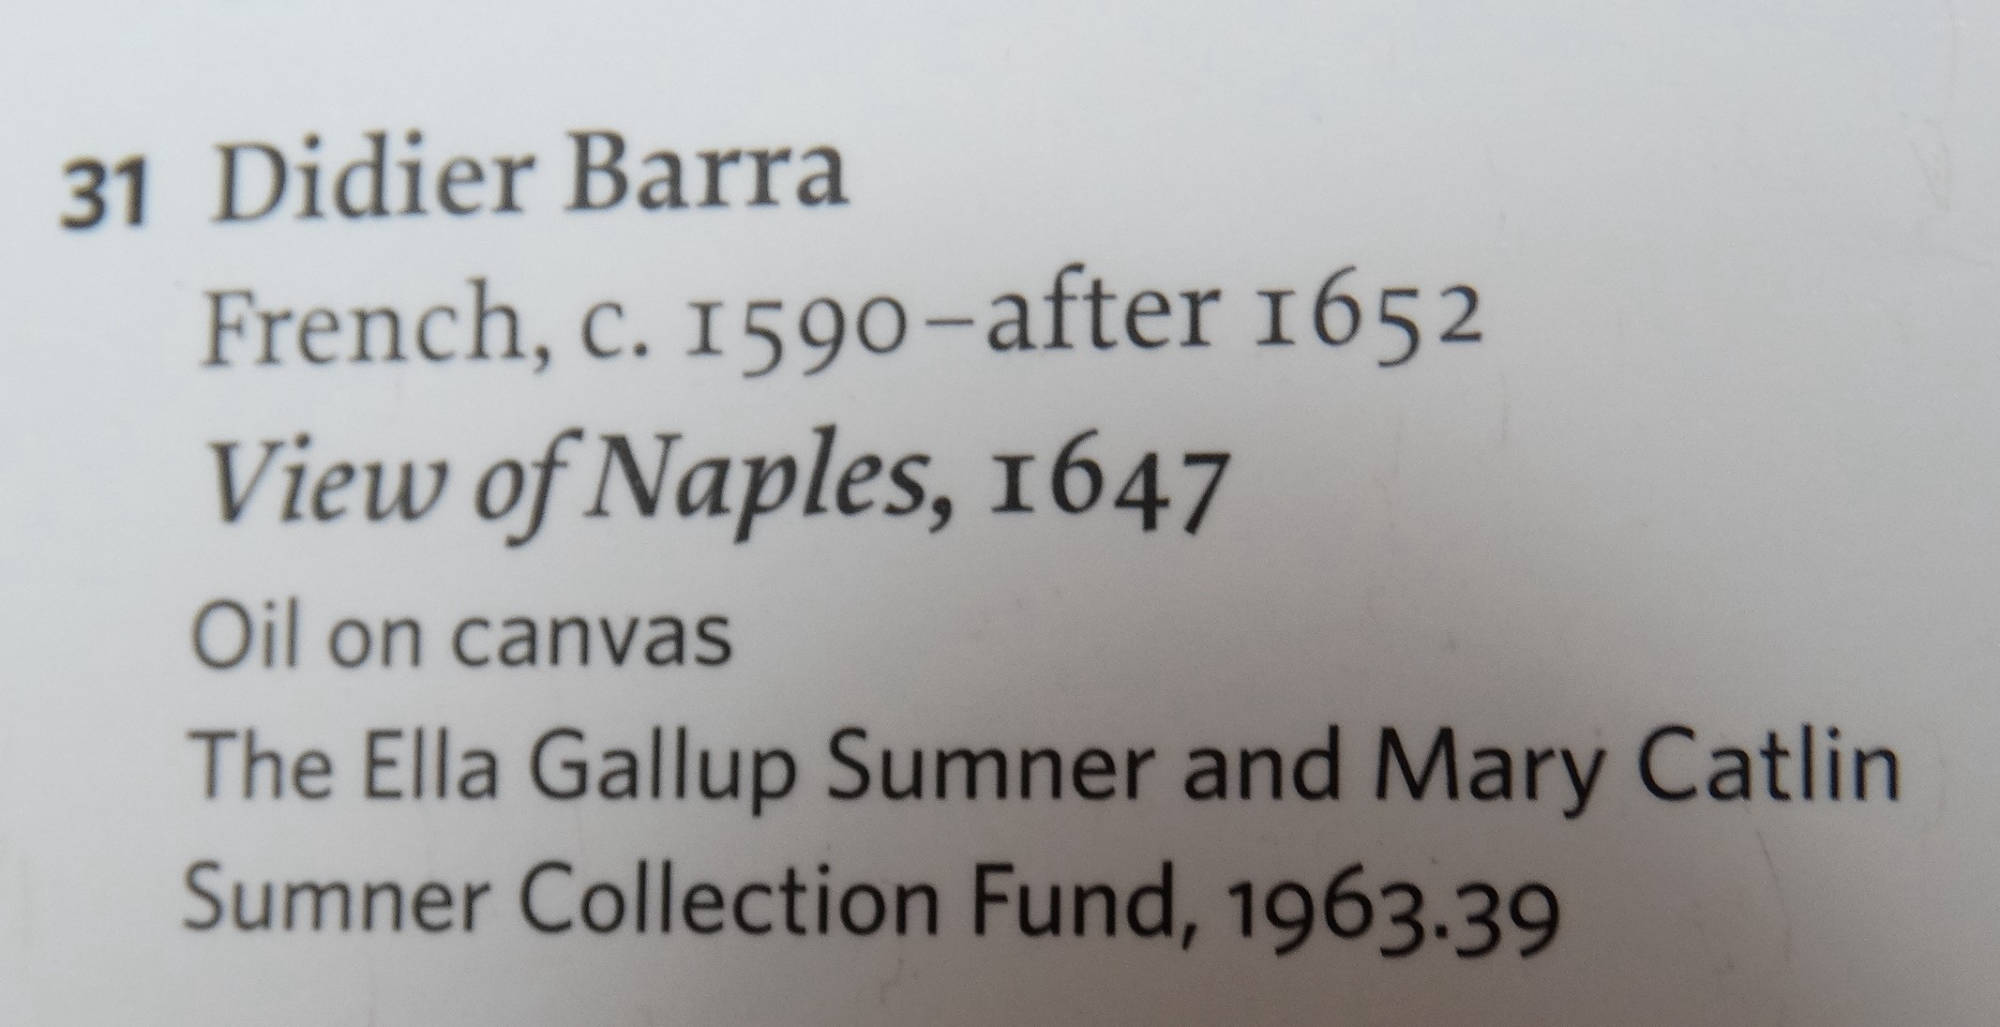 31 Didier Barra
French, c. 1590–after 1652
View of Naples, 1647
Oil on canvas
The Ella Gallup Sumner and Mary Catlin
Sumner Collection Fund, 1963.39